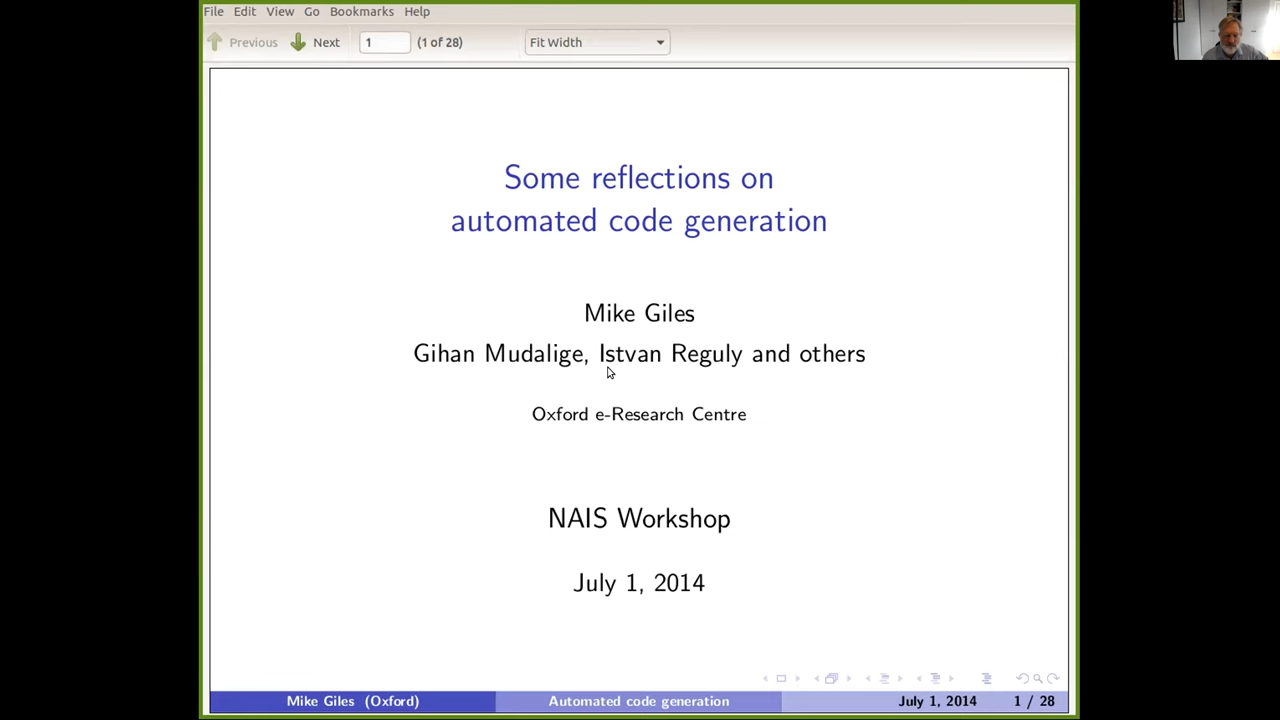 File Edit View Go Bookmarks Help
Previous Next 1 (1 of 28) Fit Width
Some reflections on
automated code generation
Mike Giles
Gihan Mudalige, Istvan Reguly and others
Oxford e-Research Centre
NAIS Workshop
July 1, 2014
Mike Giles (Oxford) Automated code generation July 1, 2014 1 / 28